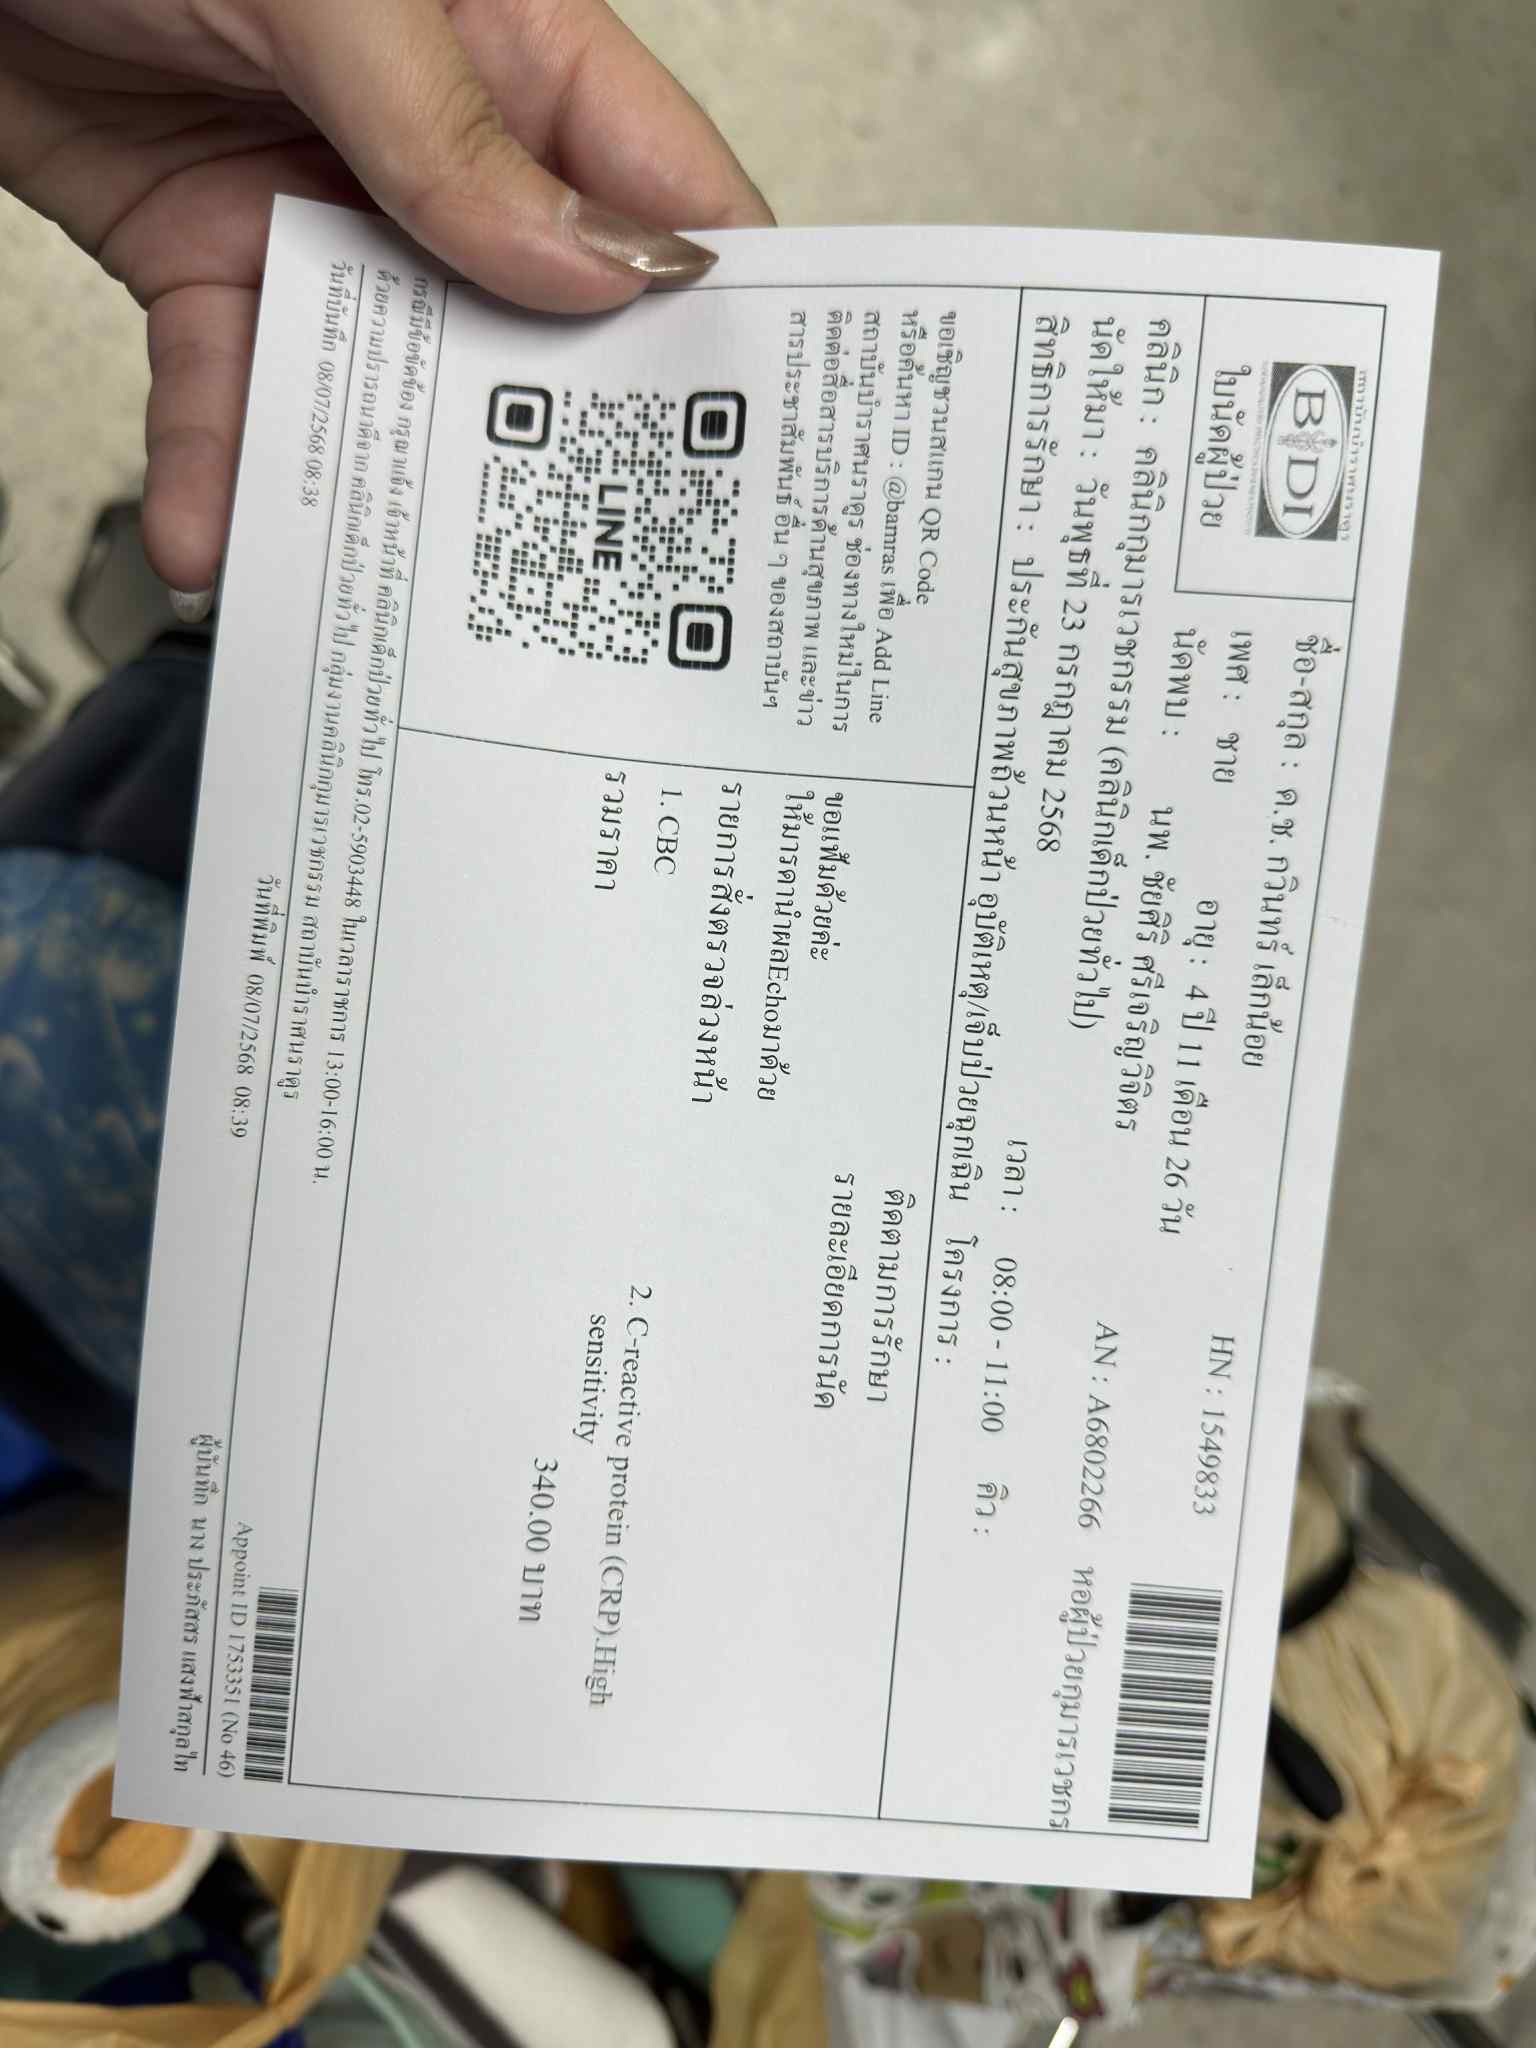 สถาบันบำราศนราดูร
BIDI
ใบนัดผู้ป่วย
ชื่อ-สกุล : ด.ช. กวินทร์ เล็กน้อย
HN : 1549833
เพศ : ชาย อายุ : 4 ปี 11 เดือน 26 วัน
นัดพบ : นพ. ชัยศิริ ศรีเจริญวิจิตร
AN : A6802266 หอผู้ป่วยกุมารเวชกร
คลินิก : คลินิกกุมารเวชกรรม (คลินิกเด็กป่วยทั่วไป)
นัดให้มา : วันพุธที่ 23 กรกฎาคม 2568 เวลา : 08:00 - 11:00 คิว :
สิทธิการรักษา : ประกันสุขภาพถ้วนหน้า อุบัติเหตุ/เจ็บป่วยฉุกเฉิน โครงการ :
ขอเชิญชวนสแกน QR Code
หรือค้นหา ID : @bamras เพื่อ Add Line
สถาบันบำราศนราดูร ช่องทางใหม่ในการ
ติดต่อสื่อสารบริการด้านสุขภาพ และข่าว
สารประชาสัมพันธ์ อื่น ๆ ของสถาบันฯ
LINE
ติดตามการรักษา
รายละเอียดการนัด
ขอแฟ้มด้วยค่ะ
ให้มารดานำผลEchoมาด้วย
รายการสั่งตรวจล่วงหน้า
1. CBC
2. C-reactive protein (CRP).High
sensitivity
รวมราคา 340.00 บาท
กรณีมีข้อขัดข้อง กรุณาแจ้ง เจ้าหน้าที่ คลินิกเด็กป่วยทั่วไป โทร.02-5903448 ในเวลาราชการ 13:00-16:00 น.
ด้วยความปรารถนาดีจาก คลินิกเด็กป่วยทั่วไป กลุ่มงานคลินิกกุมารเวชกรรม สถาบันบำราศนราดูร
วันที่บันทึก 08/07/2568 08:38
วันที่พิมพ์ 08/07/2568 08:39
Appoint ID 1753351 (No 46)
ผู้บันทึก นาง ประภัสสร แสงฟ้าสกุลไท